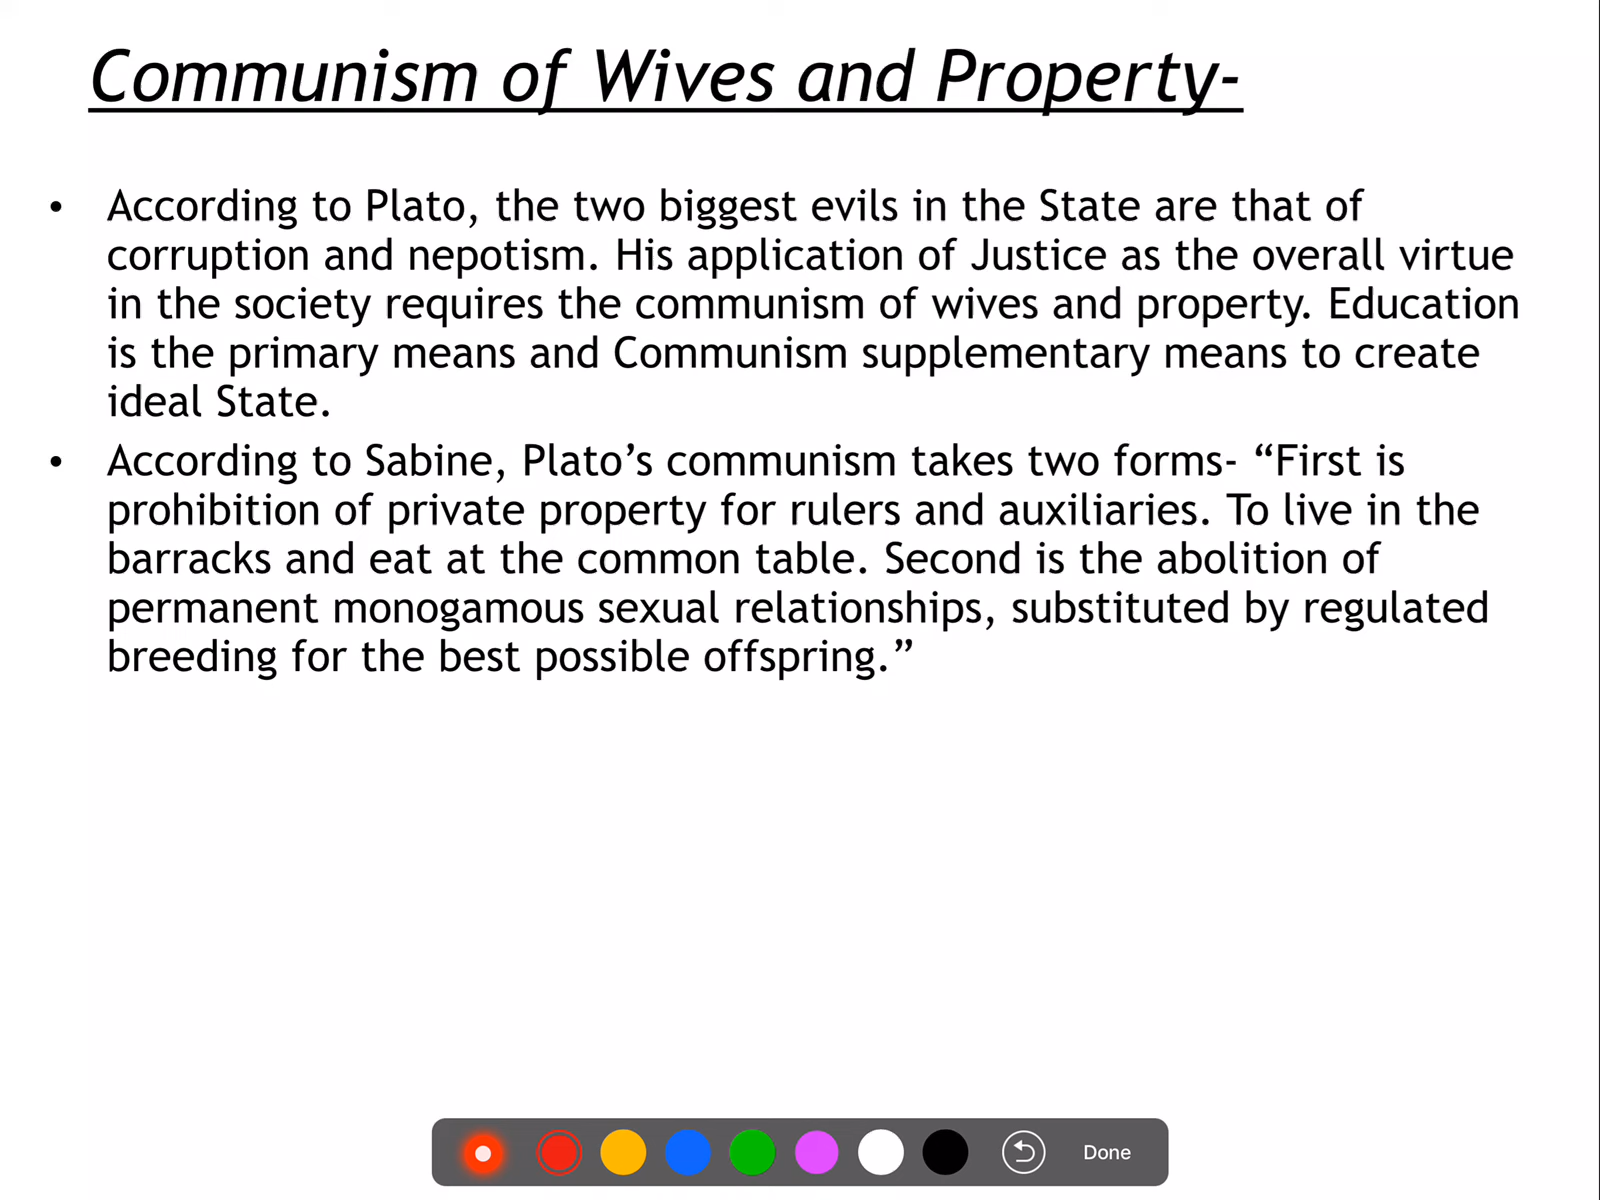 Communism of Wives and Property-
• According to Plato, the two biggest evils in the State are that of
corruption and nepotism. His application of Justice as the overall virtue
in the society requires the communism of wives and property. Education
is the primary means and Communism supplementary means to create
ideal State.
• According to Sabine, Plato’s communism takes two forms- “First is
prohibition of private property for rulers and auxiliaries. To live in the
barracks and eat at the common table. Second is the abolition of
permanent monogamous sexual relationships, substituted by regulated
breeding for the best possible offspring.”
Done